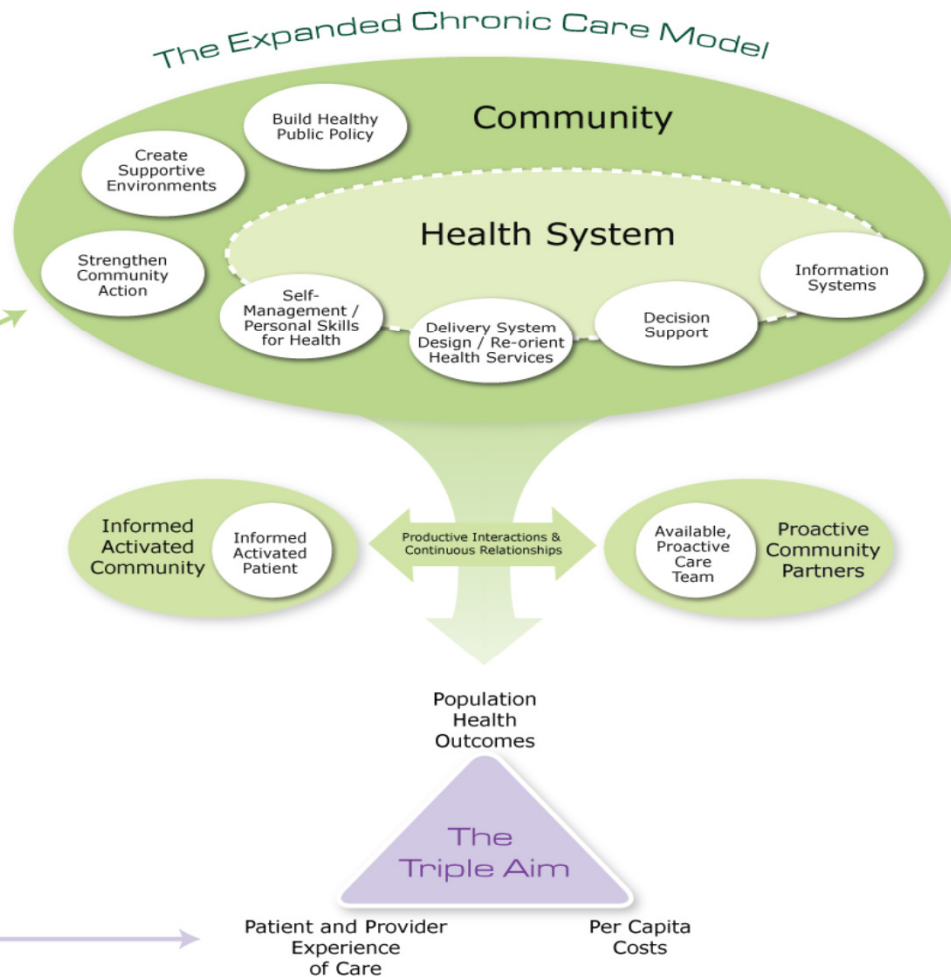 The Expanded Chronic Care Model
Build Healthy
Public Policy
Community
Create
Supportive
Environments
Health System
Strengthen
Community
Action
Information
Systems
Self-
Management /
Personal Skills
for Health
Delivery System
Design / Re-orient
Health Services
Decision
Support
Informed
Activated
Community
Informed
Activated
Patient
Productive Interactions &
Continuous Relationships
Available,
Proactive
Care
Team
Proactive
Community
Partners
Population
Health
Outcomes
The
Triple Aim
Patient and Provider
Experience
of Care
Per Capita
Costs